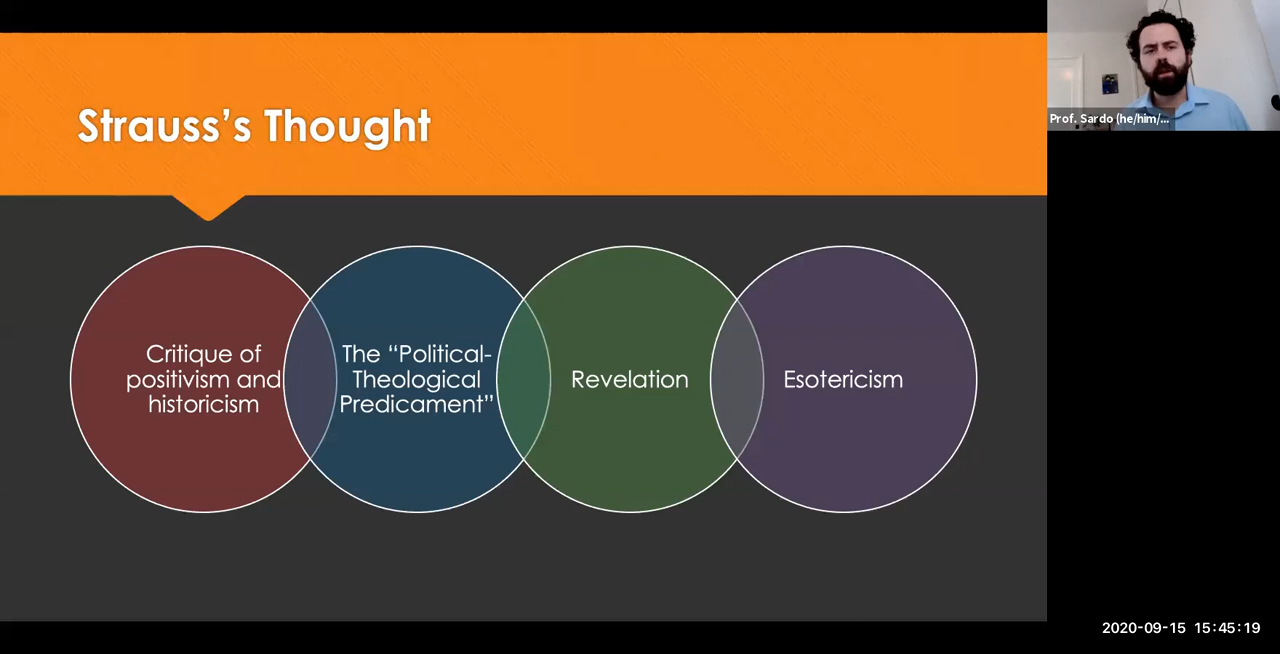 Strauss’s Thought
Prof. Sardo (he/him/...
Critique of
positivism and
historicism
The “Political-
Theological
Predicament”
Revelation
Esotericism
2020-09-15 15:45:19